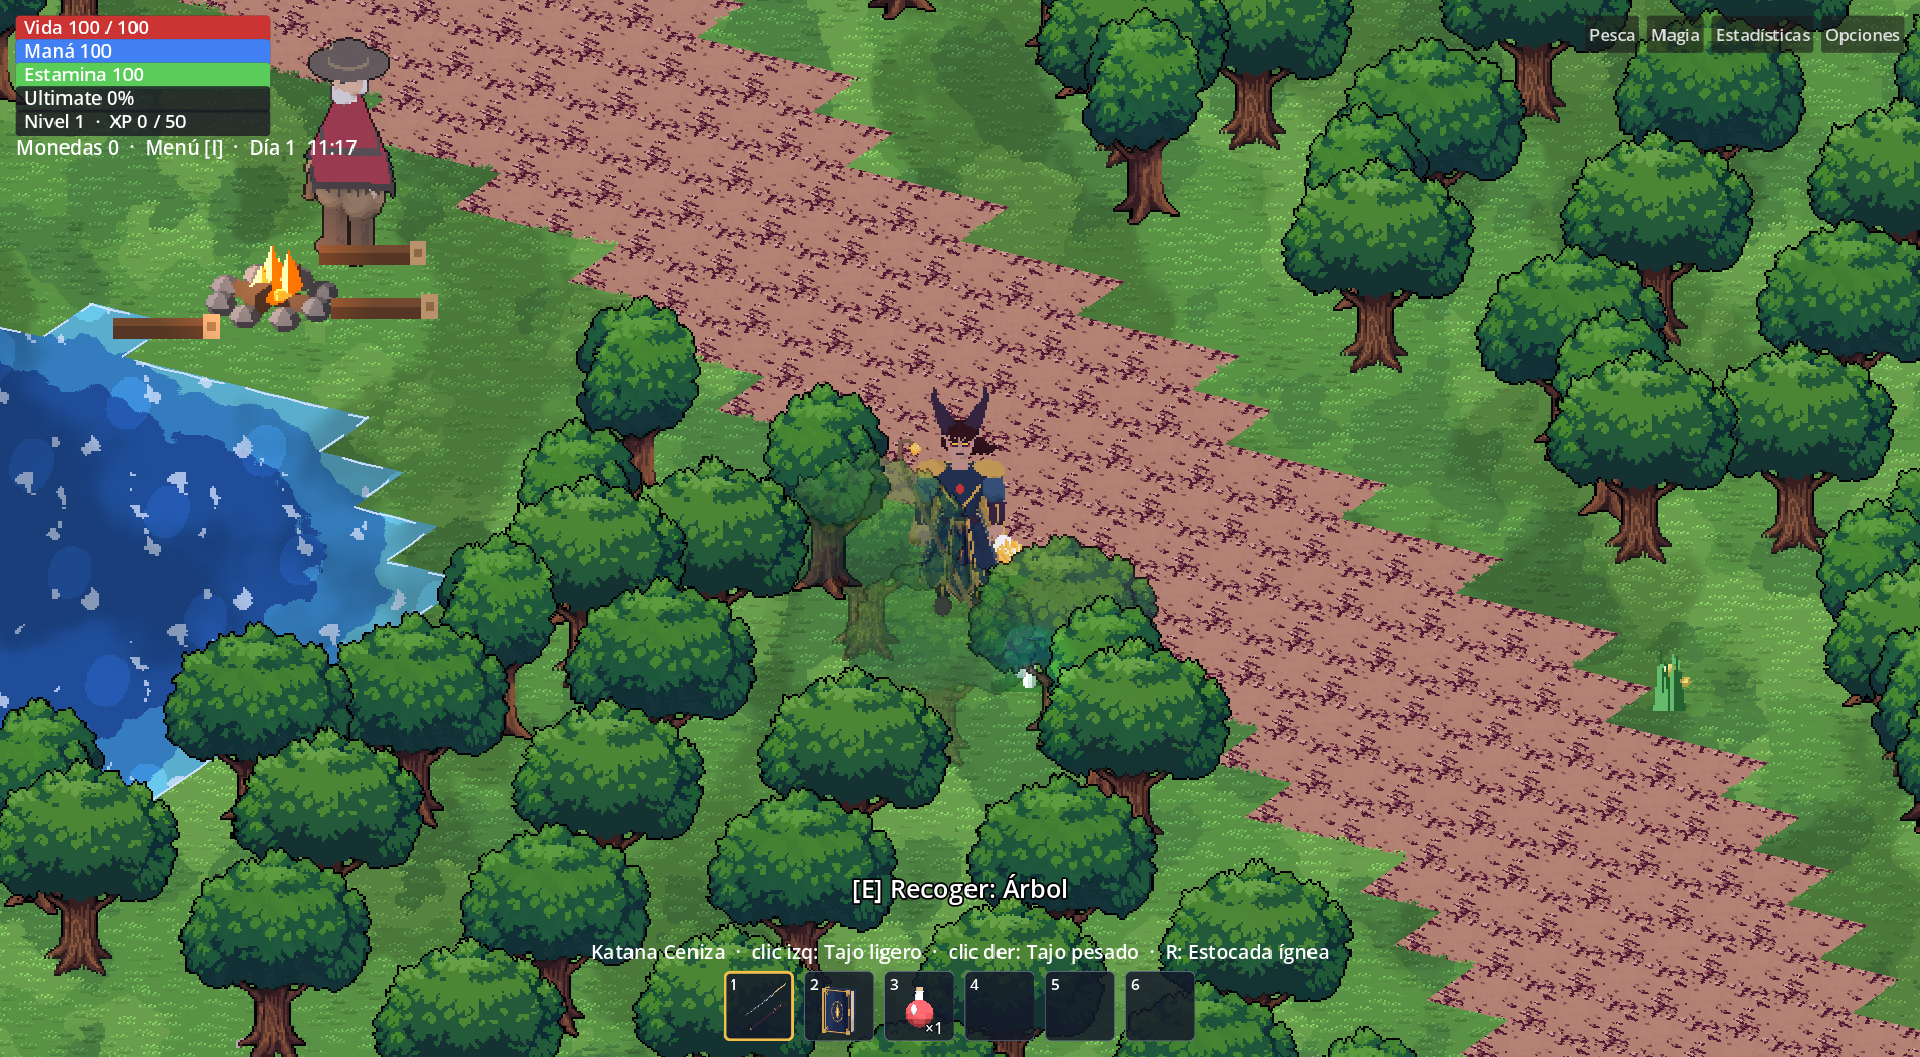 Vida 100 / 100
Maná 100
Estamina 100
Ultimate 0%
Nivel 1 · XP 0 / 50
Monedas 0 · Menú [I] · Día 1 11:17
Pesca Magia Estadísticas Opciones
[E] Recoger: Árbol
Katana Ceniza · clic izq: Tajo ligero · clic der: Tajo pesado · R: Estocada ígnea
1 2 3 4 5 6
×1